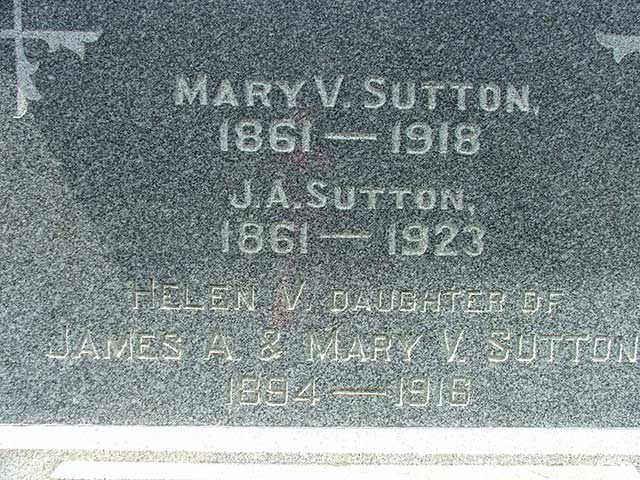 MARY V. SUTTON,
1861 — 1918
J. A. SUTTON,
1861 — 1923
HELEN V. DAUGHTER OF
JAMES A. & MARY V. SUTTON
1894 — 1916